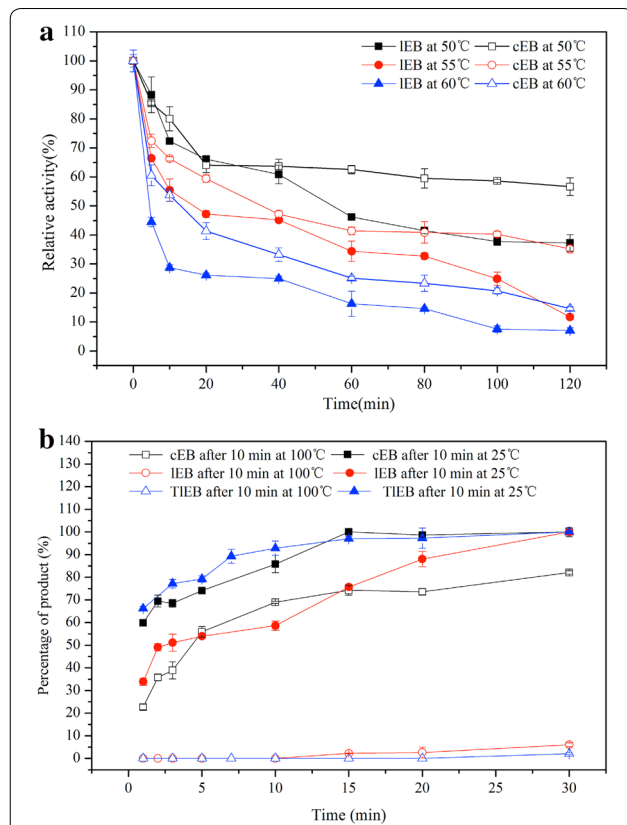 a
110
100
90
80
70
60
50
40
30
20
10
0
Relative activity(%)
lEB at 50℃ cEB at 50℃
lEB at 55℃ cEB at 55℃
lEB at 60℃ cEB at 60℃
0 20 40 60 80 100 120
Time(min)
b
140
130
120
110
100
90
80
70
60
50
40
30
20
10
0
Percentage of product (%)
cEB after 10 min at 100℃ cEB after 10 min at 25℃
lEB after 10 min at 100℃ lEB after 10 min at 25℃
TlEB after 10 min at 100℃ TlEB after 10 min at 25℃
0 5 10 15 20 25 30
Time (min)